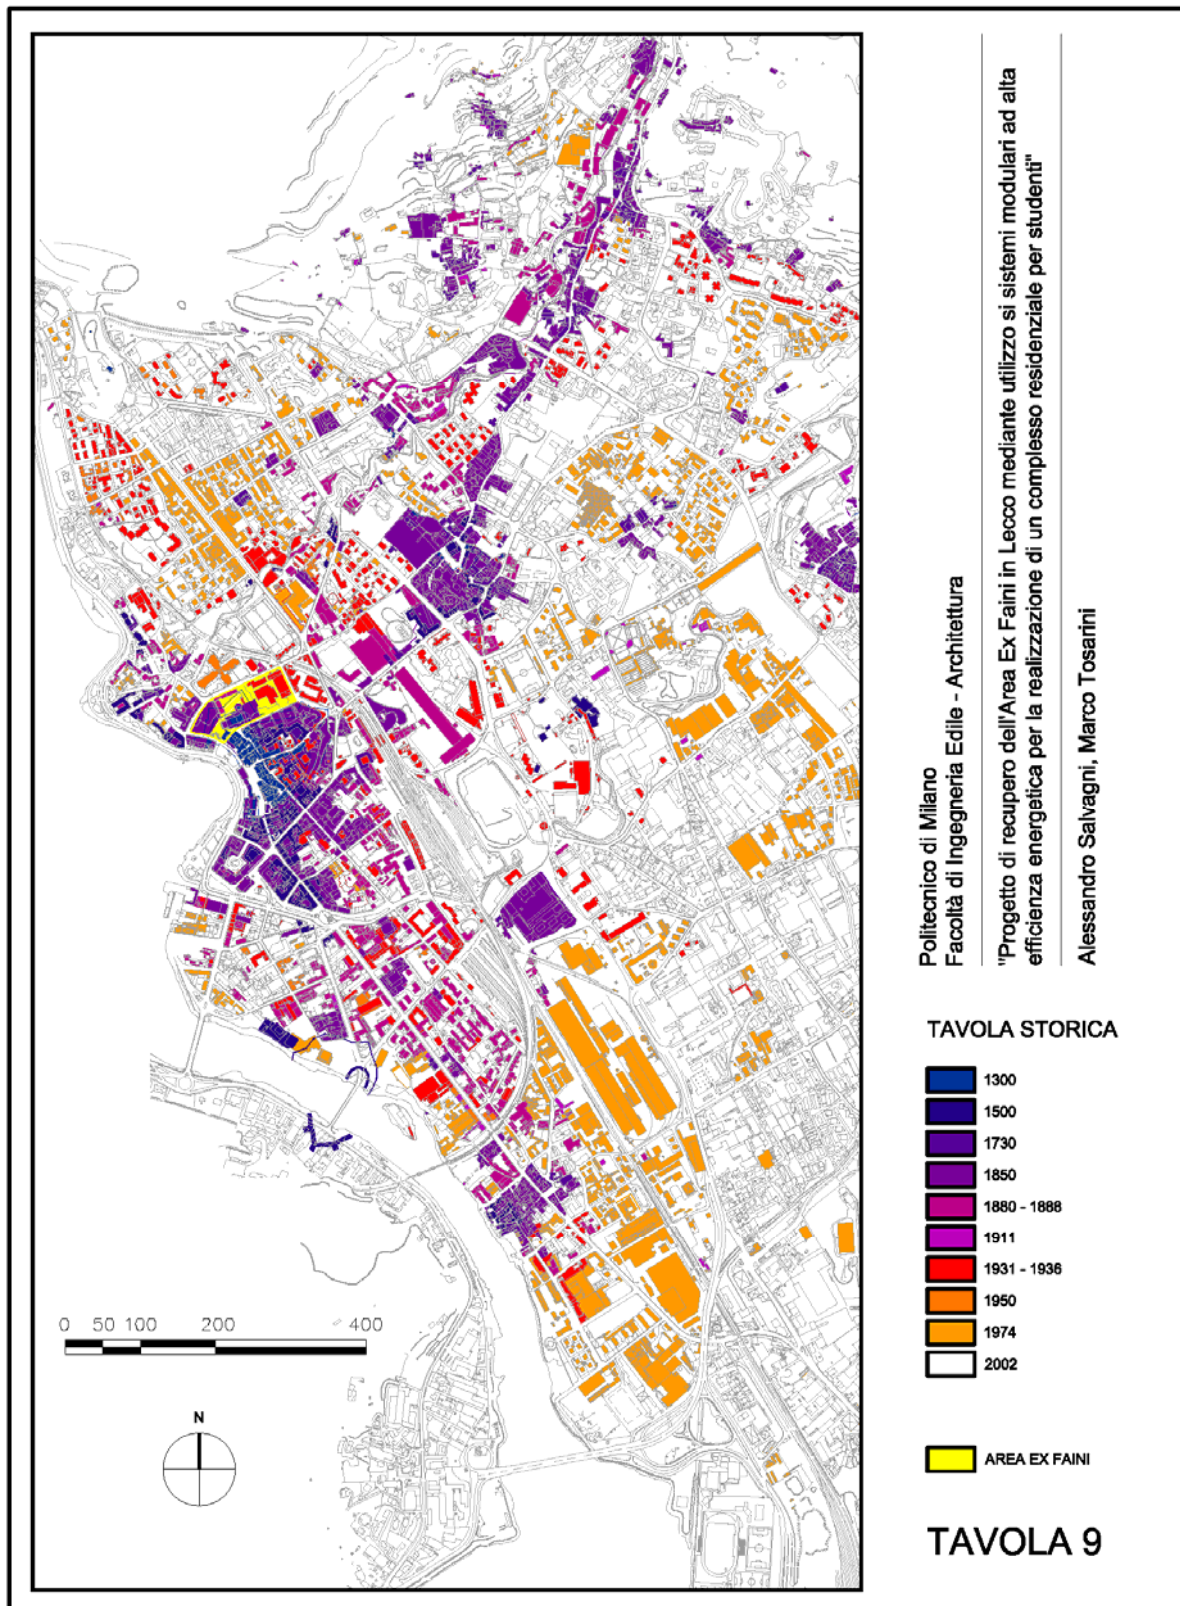 Politecnico di Milano
Facoltà di Ingegneria Edile - Architettura
"Progetto di recupero dell'Area Ex Faini in Lecco mediante utilizzo si sistemi modulari ad alta
efficienza energetica per la realizzazione di un complesso residenziale per studenti"
Alessandro Salvagni, Marco Tosarini
TAVOLA STORICA
1300
1500
1730
1850
1880 - 1888
1911
1931 - 1936
1950
1974
2002
AREA EX FAINI
TAVOLA 9
0 50 100 200 400
N